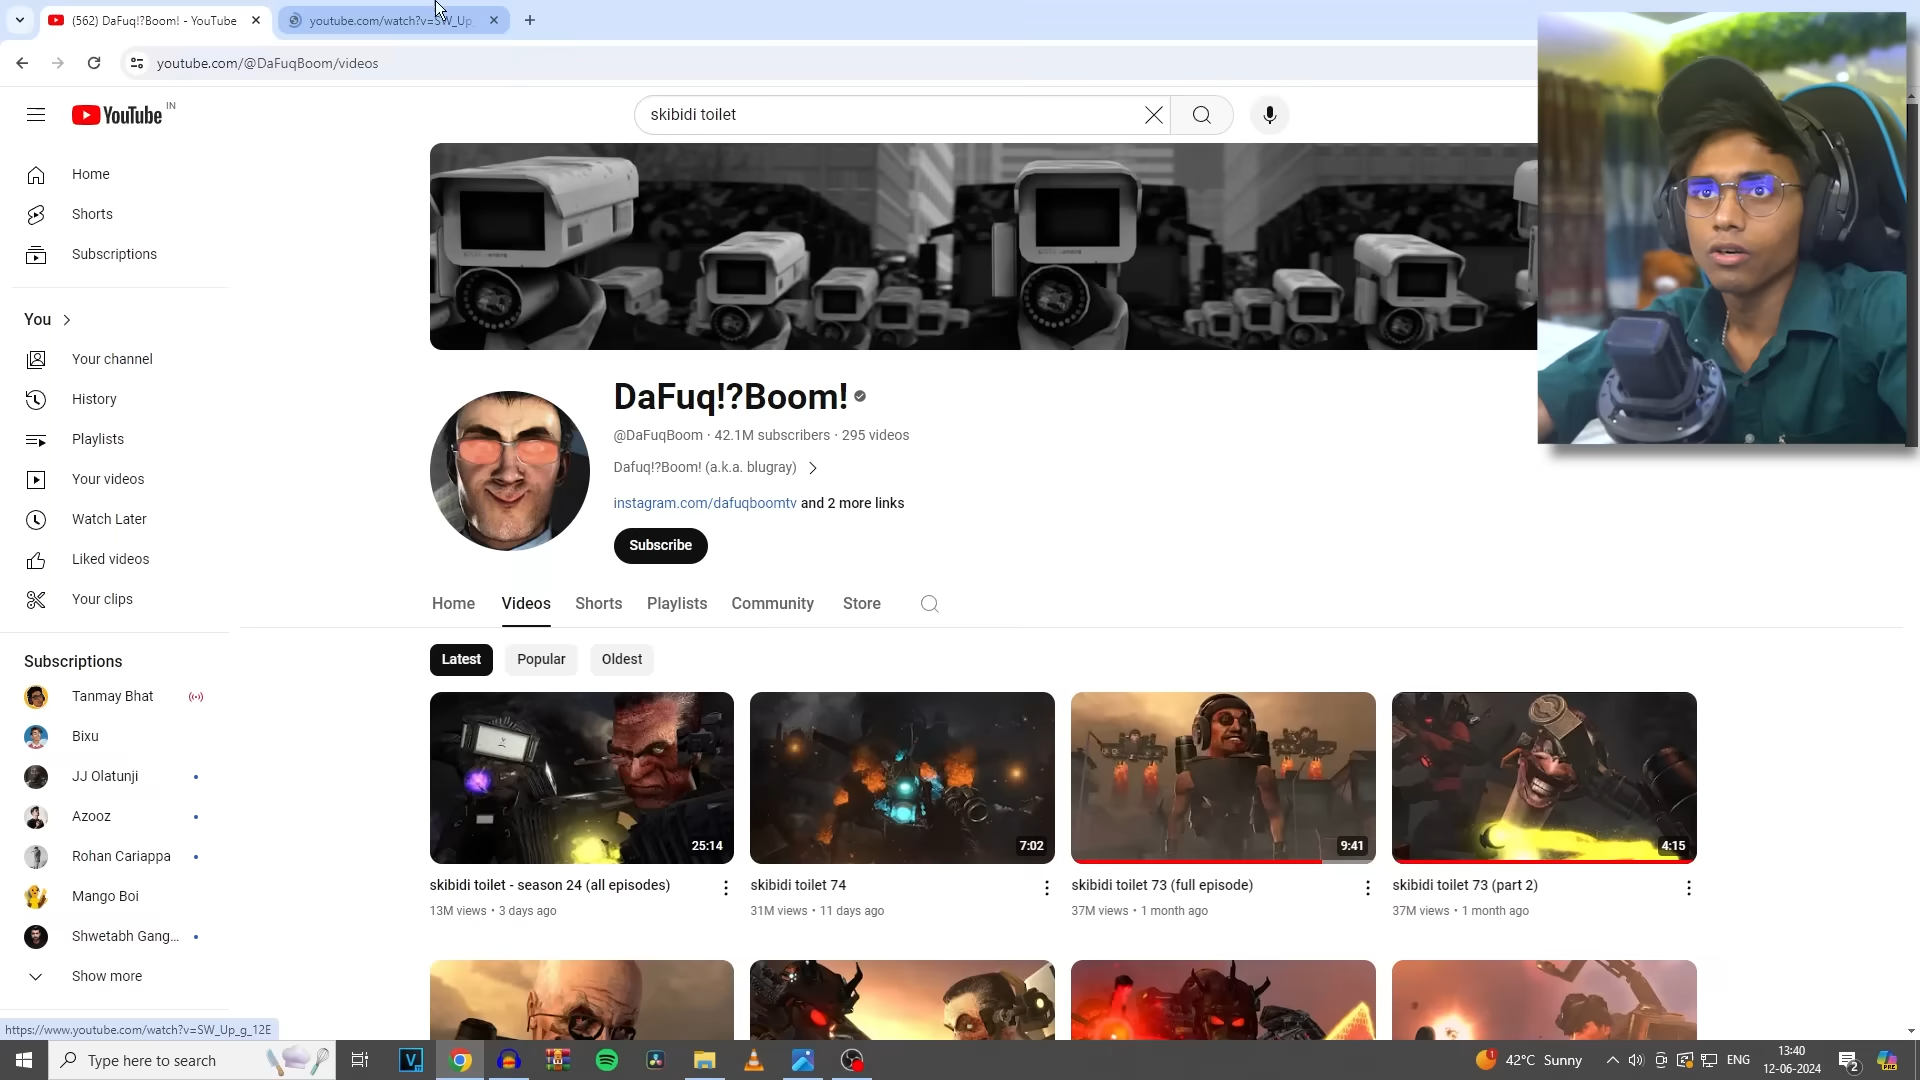 (562) DaFuq!?Boom! - YouTube
youtube.com/watch?v=SW_Up
youtube.com/@DaFuqBoom/videos
YouTube IN
skibidi toilet
Home
Shorts
Subscriptions
You
Your channel
History
Playlists
Your videos
Watch Later
Liked videos
Your clips
Subscriptions
Tanmay Bhat
Bixu
JJ Olatunji
Azooz
Rohan Cariappa
Mango Boi
Shwetabh Gang...
Show more
DaFuq!?Boom!
@DaFuqBoom · 42.1M subscribers · 295 videos
Dafuq!?Boom! (a.k.a. blugray)
instagram.com/dafuqboomtv and 2 more links
Subscribe
Home Videos Shorts Playlists Community Store
Latest Popular Oldest
25:14
7:02
9:41
4:15
skibidi toilet - season 24 (all episodes)
13M views • 3 days ago
skibidi toilet 74
31M views • 11 days ago
skibidi toilet 73 (full episode)
37M views • 1 month ago
skibidi toilet 73 (part 2)
37M views • 1 month ago
https://www.youtube.com/watch?v=SW_Up_g_12E
Type here to search
1
42°C Sunny
ENG
13:40
12-06-2024
2
PRE